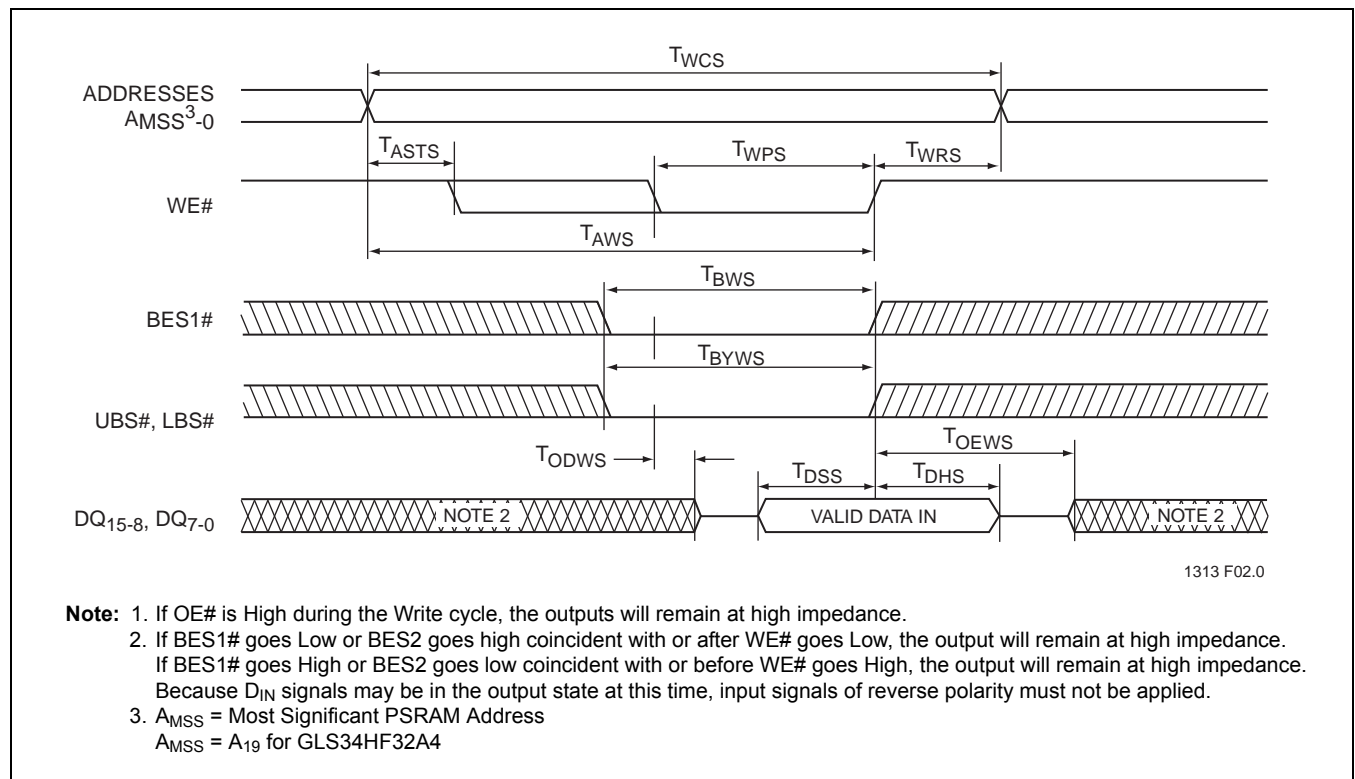 TWCS
ADDRESSES
AMSS3-0
TASTS
TWPS
TWRS
WE#
TAWS
TBWS
BES1#
TBYWS
UBS#, LBS#
TOEWS
TODWS
TDSS
TDHS
DQ15-8, DQ7-0
NOTE 2
VALID DATA IN
NOTE 2
1313 F02.0
Note: 1. If OE# is High during the Write cycle, the outputs will remain at high impedance.
2. If BES1# goes Low or BES2 goes high coincident with or after WE# goes Low, the output will remain at high impedance.
If BES1# goes High or BES2 goes low coincident with or before WE# goes High, the output will remain at high impedance.
Because DIN signals may be in the output state at this time, input signals of reverse polarity must not be applied.
3. AMSS = Most Significant PSRAM Address
AMSS = A19 for GLS34HF32A4